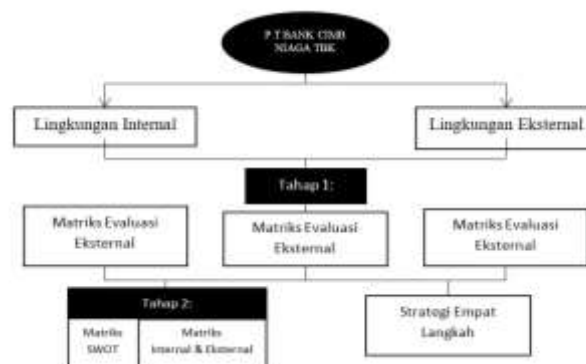 P T BANK CIMB
NIAGA TBK
Lingkungan Internal
Lingkungan Eksternal
Tahap 1:
Matriks Evaluasi
Eksternal
Matriks Evaluasi
Eksternal
Matriks Evaluasi
Eksternal
Tahap 2:
Matriks
SWOT
Matriks
Internal & Eksternal
Strategi Empat
Langkah